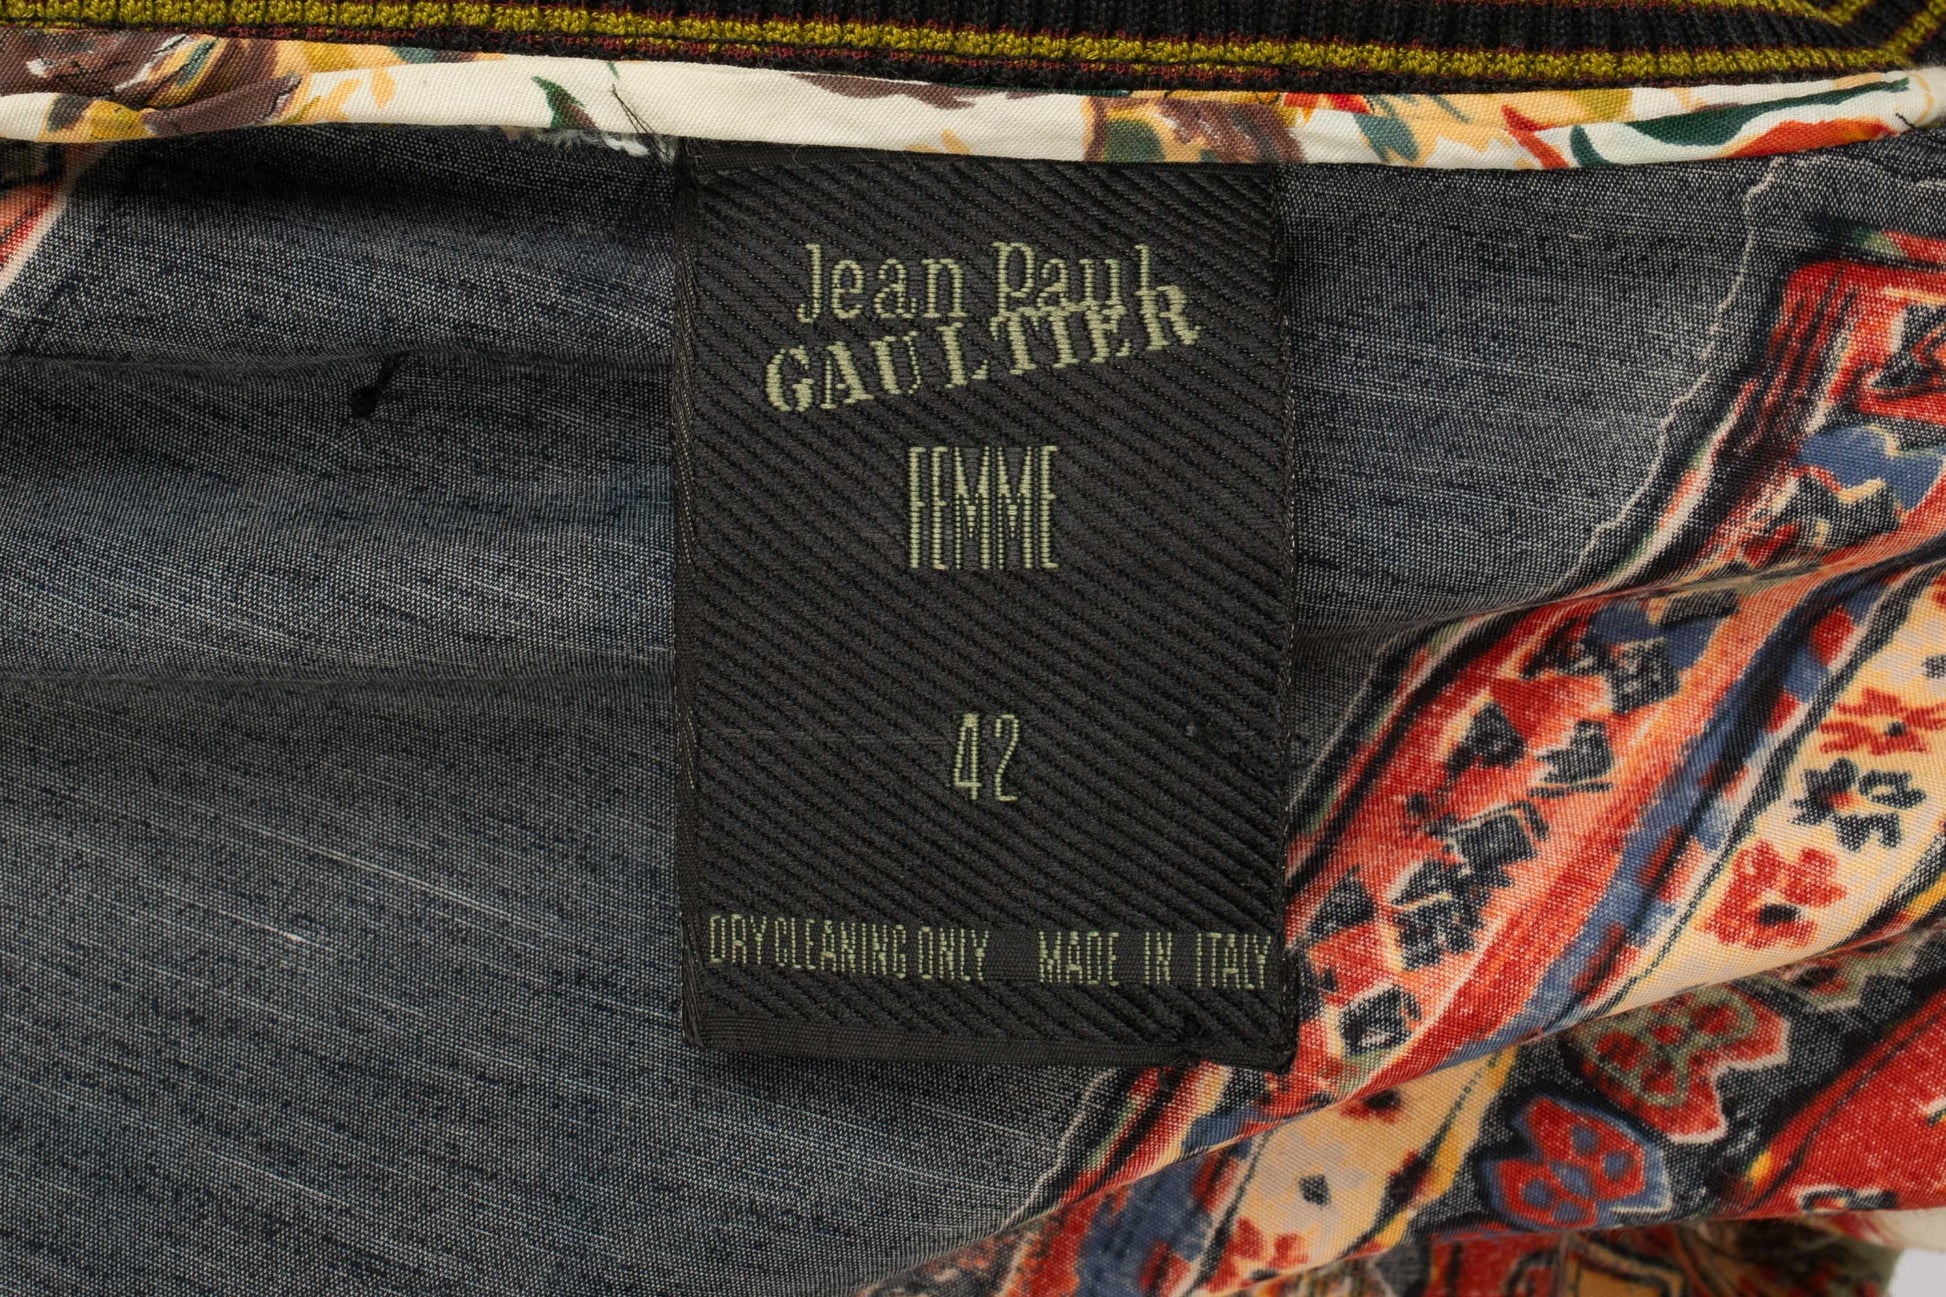 Jean Paul
GAULTIER
FEMME
42
DRY CLEANING ONLY MADE IN ITALY